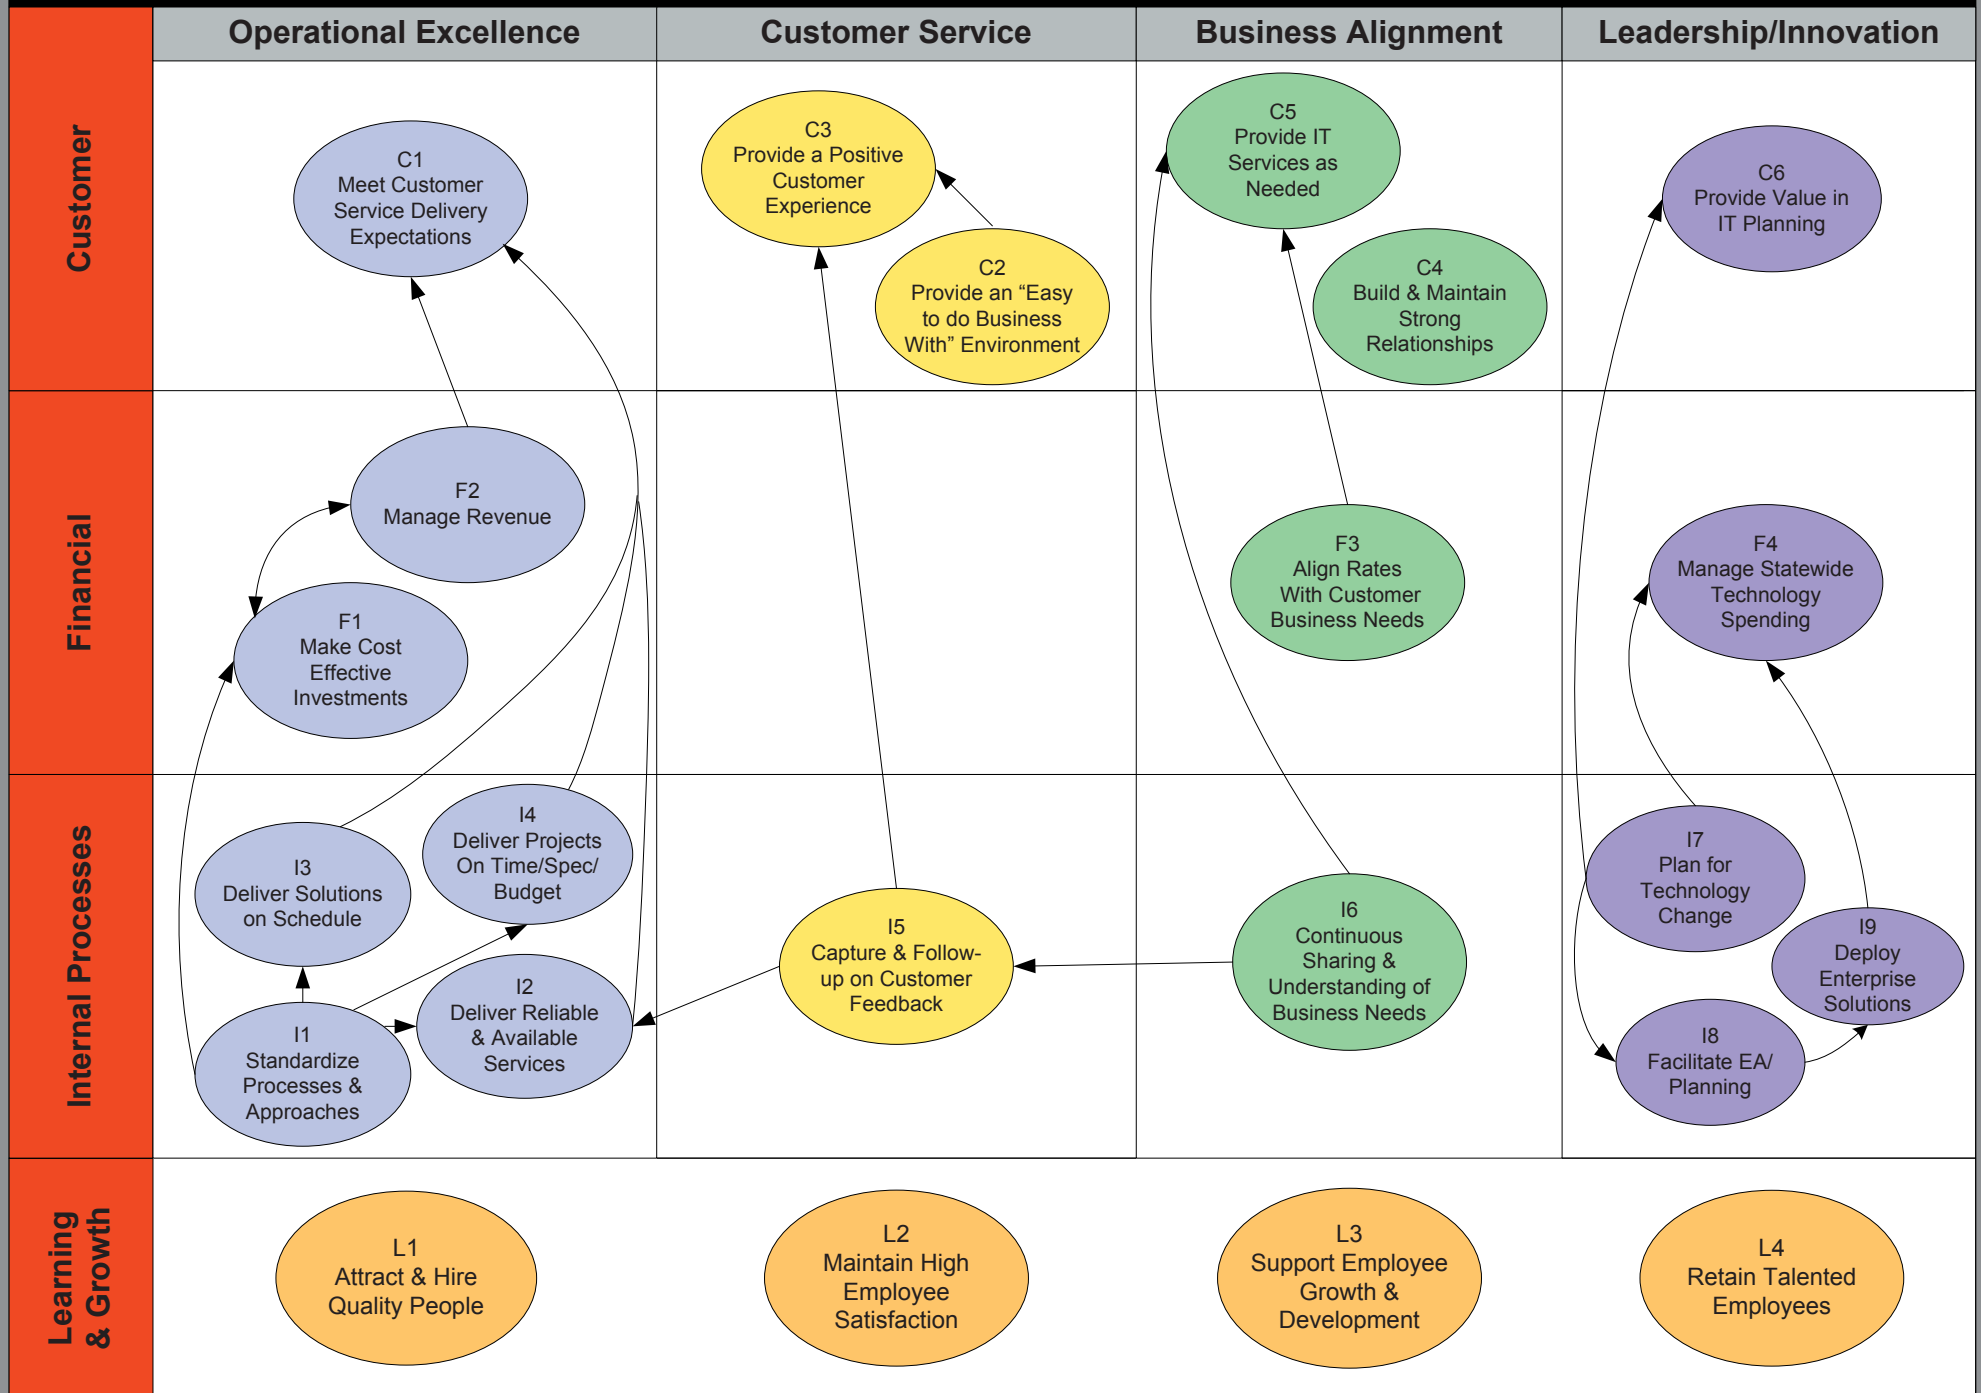 Operational Excellence
Customer Service
Business Alignment
Leadership/Innovation
Customer
C1
Meet Customer
Service Delivery
Expectations
C3
Provide a Positive
Customer
Experience
C2
Provide an “Easy
to do Business
With” Environment
C5
Provide IT
Services as
Needed
C4
Build & Maintain
Strong
Relationships
C6
Provide Value in
IT Planning
Financial
F2
Manage Revenue
F1
Make Cost
Effective
Investments
F3
Align Rates
With Customer
Business Needs
F4
Manage Statewide
Technology
Spending
Internal Processes
I3
Deliver Solutions
on Schedule
I4
Deliver Projects
On Time/Spec/
Budget
I1
Standardize
Processes &
Approaches
I2
Deliver Reliable
& Available
Services
I5
Capture & Follow-
up on Customer
Feedback
I6
Continuous
Sharing &
Understanding of
Business Needs
I7
Plan for
Technology
Change
I9
Deploy
Enterprise
Solutions
I8
Facilitate EA/
Planning
Learning
& Growth
L1
Attract & Hire
Quality People
L2
Maintain High
Employee
Satisfaction
L3
Support Employee
Growth &
Development
L4
Retain Talented
Employees